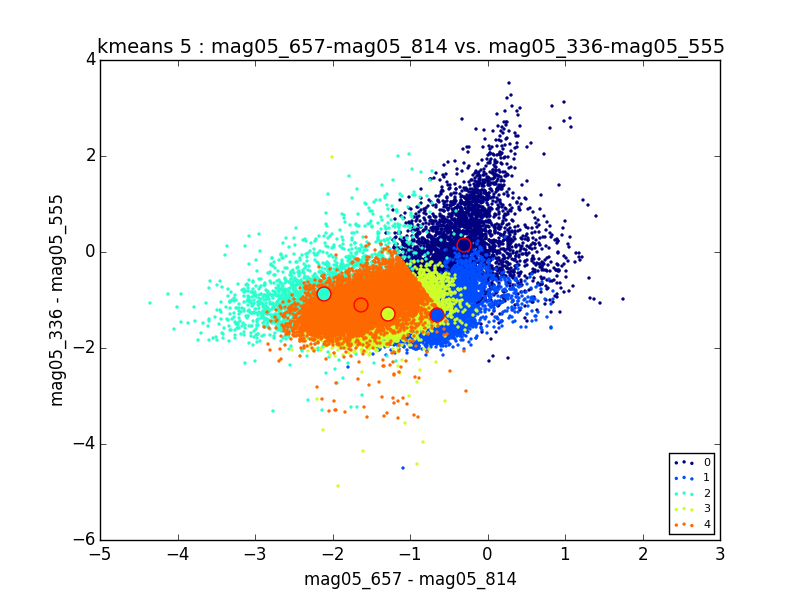 kmeans 5 : mag05_657-mag05_814 vs. mag05_336-mag05_555
4
2
0
−2
−4
−6
mag05_336 - mag05_555
−5 −4 −3 −2 −1 0 1 2 3
mag05_657 - mag05_814
0
1
2
3
4